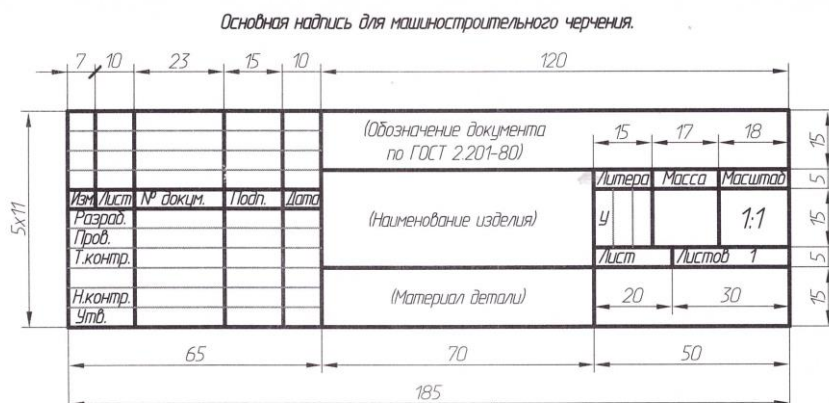 Основная надпись для машиностроительного черчения.
7 10 23 15 10 120
(Обозначение документа
по ГОСТ 2.201-80)
15 17 18
15
Литера Масса Масштаб
5
Изм Лист № докум. Подп. Дата
5х11
Разраб.
(Наименование изделия)
У
1:1
15
Пров.
Т.контр.
Лист Листов 1
5
Н.контр.
(Материал детали)
20 30
15
Утв.
65 70 50
185